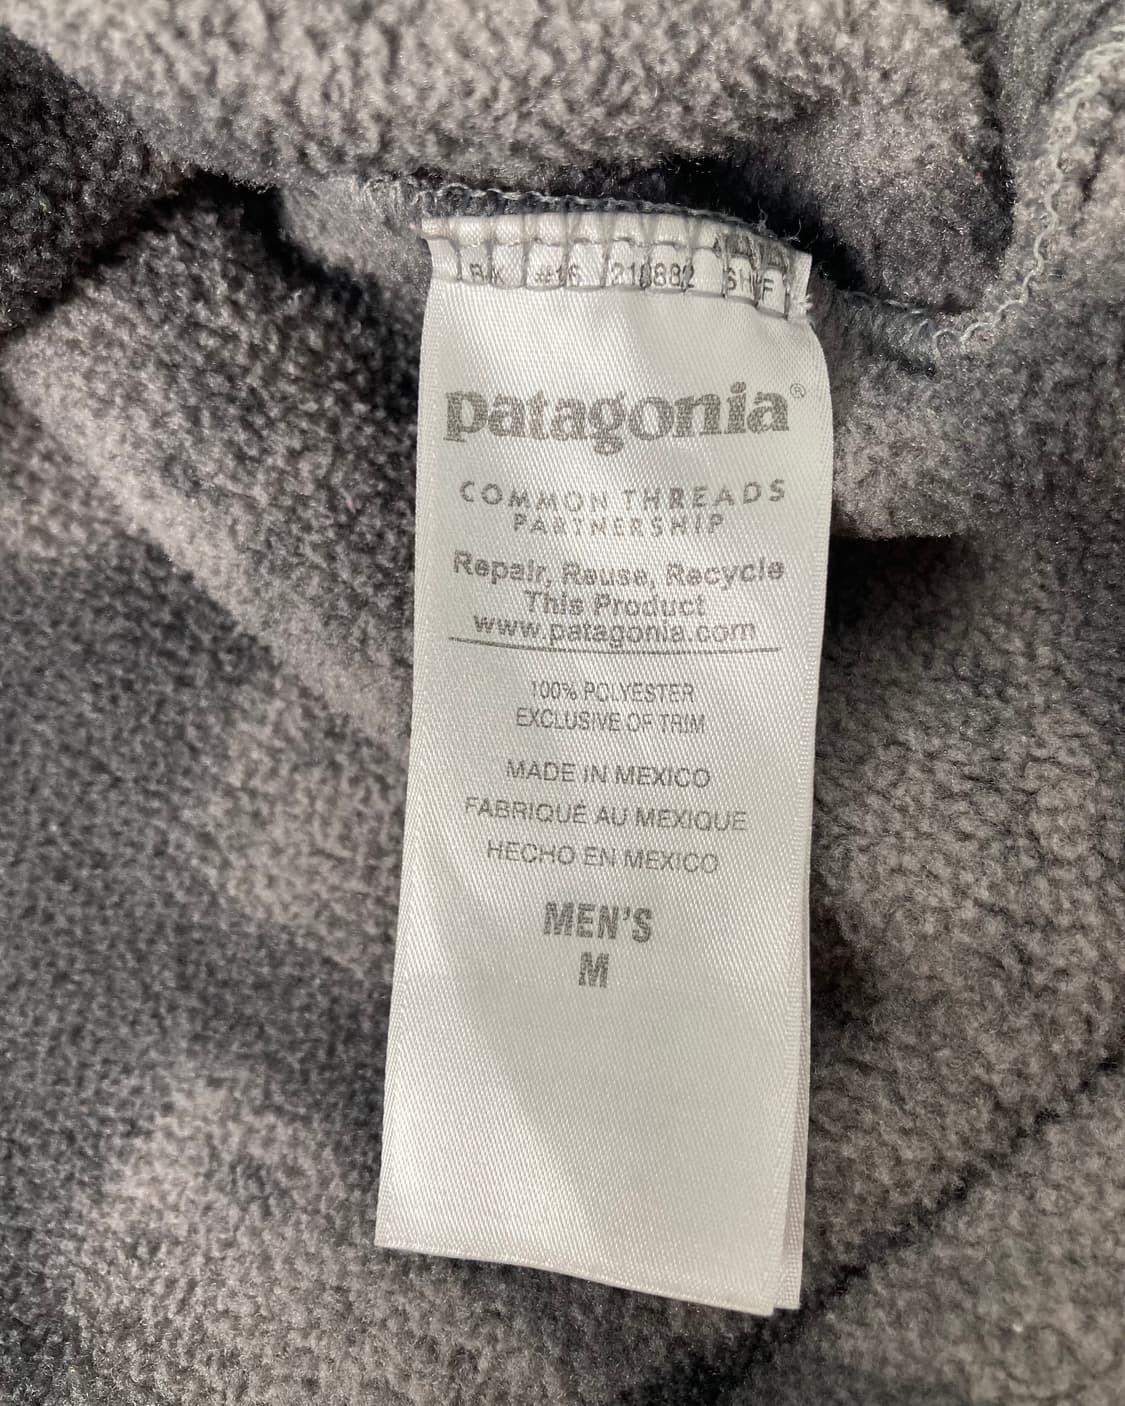 #16
patagonia®
COMMON THREADS
PARTNERSHIP
Repair, Reuse, Recycle
This Product
www.patagonia.com
100% POLYESTER
EXCLUSIVE OF TRIM
MADE IN MEXICO
FABRIQUÉ AU MEXIQUE
HECHO EN MEXICO
MEN'S
M